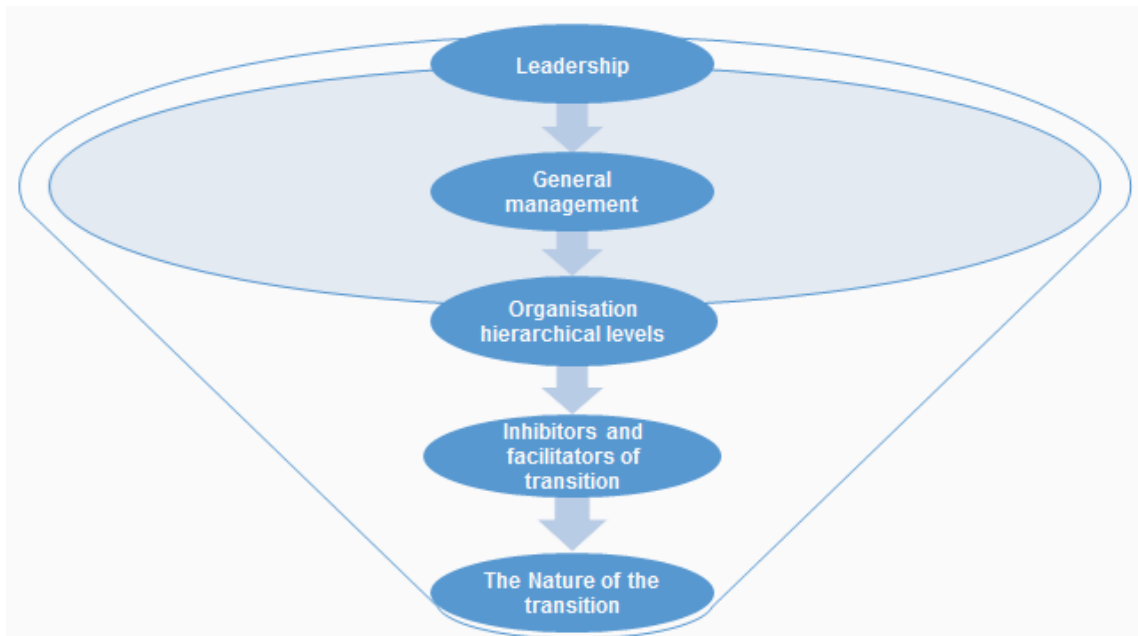 Leadership
General
management
Organisation
hierarchical levels
Inhibitors and
facilitators of
transition
The Nature of the
transition